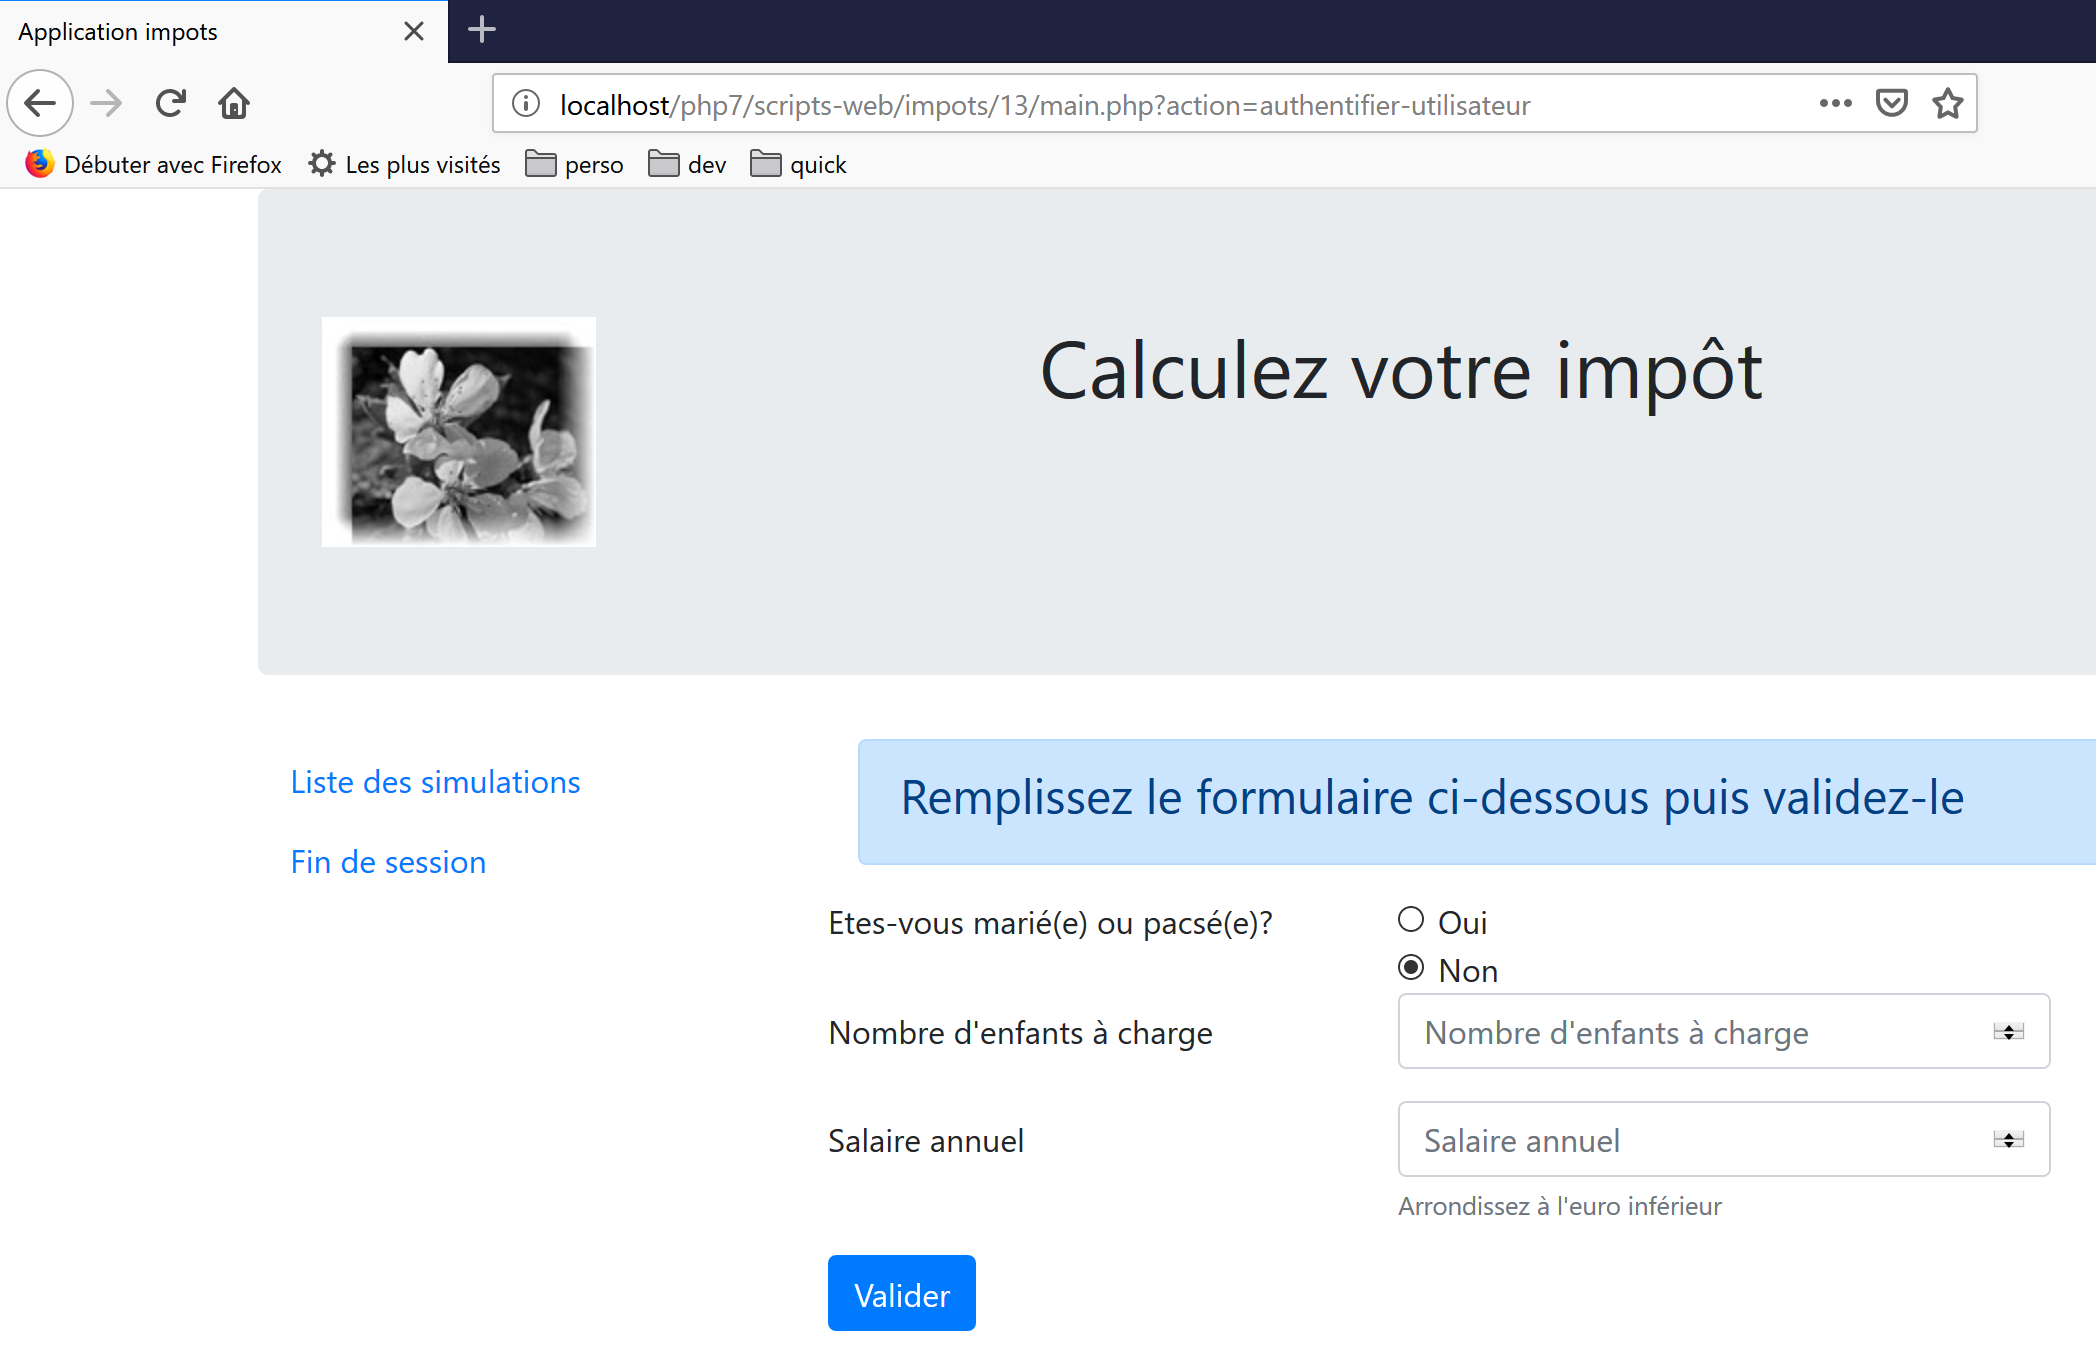 Application impots
localhost/php7/scripts-web/impots/13/main.php?action=authentifier-utilisateur
Débuter avec Firefox Les plus visités perso dev quick
Calculez votre impôt
Liste des simulations
Fin de session
Remplissez le formulaire ci-dessous puis validez-le
Etes-vous marié(e) ou pacsé(e)?
Oui
Non
Nombre d'enfants à charge
Nombre d'enfants à charge
Salaire annuel
Salaire annuel
Arrondissez à l'euro inférieur
Valider